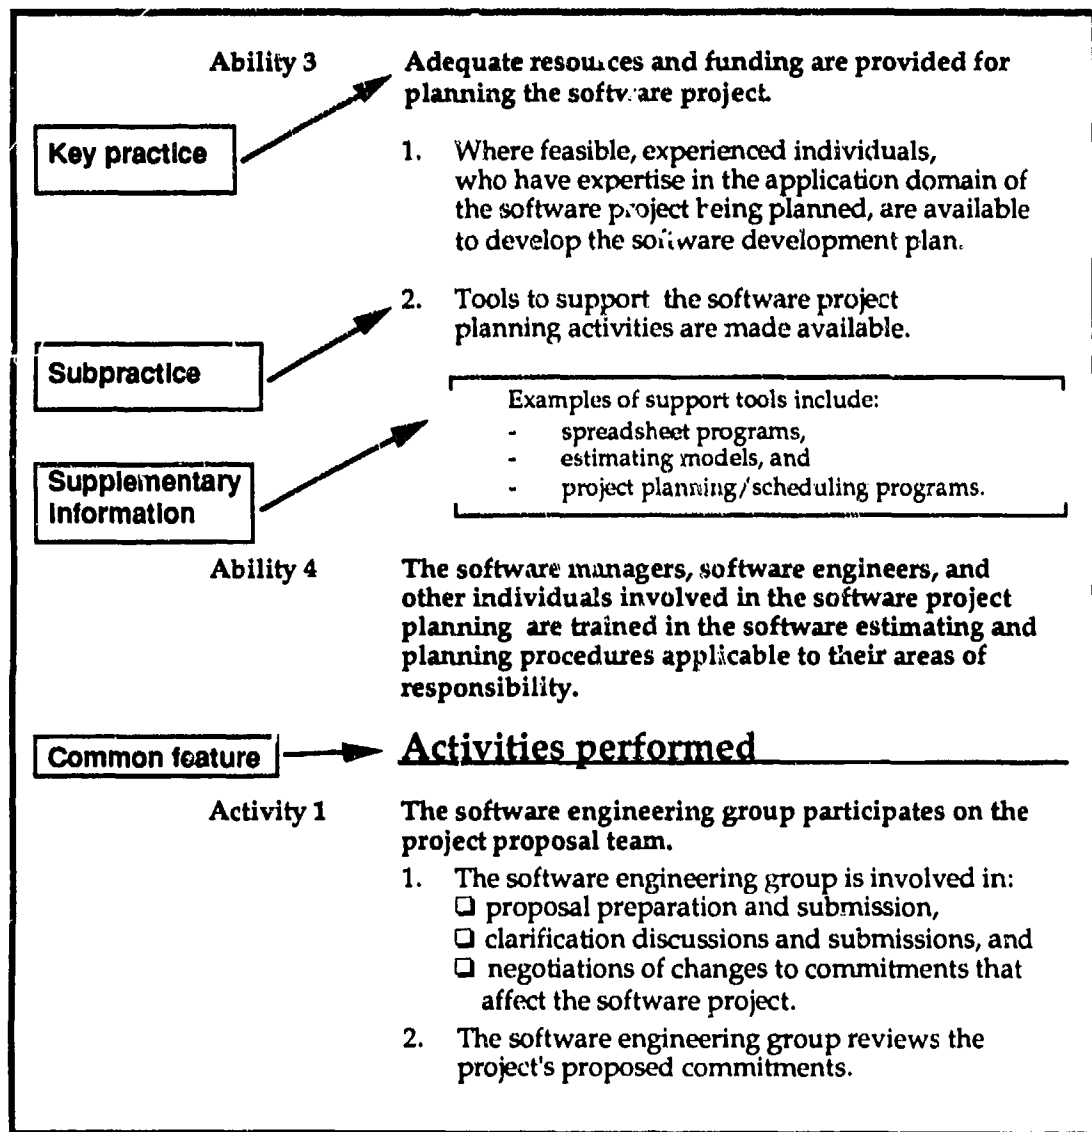 Ability 3 Adequate resources and funding are provided for
planning the software project.
Key practice
1. Where feasible, experienced individuals,
who have expertise in the application domain of
the software project being planned, are available
to develop the software development plan.
2. Tools to support the software project
planning activities are made available.
Subpractice
Examples of support tools include:
- spreadsheet programs,
- estimating models, and
- project planning/scheduling programs.
Supplementary
Information
Ability 4 The software managers, software engineers, and
other individuals involved in the software project
planning are trained in the software estimating and
planning procedures applicable to their areas of
responsibility.
Common feature
Activities performed
Activity 1 The software engineering group participates on the
project proposal team.
1. The software engineering group is involved in:
❑ proposal preparation and submission,
❑ clarification discussions and submissions, and
❑ negotiations of changes to commitments that
affect the software project.
2. The software engineering group reviews the
project's proposed commitments.